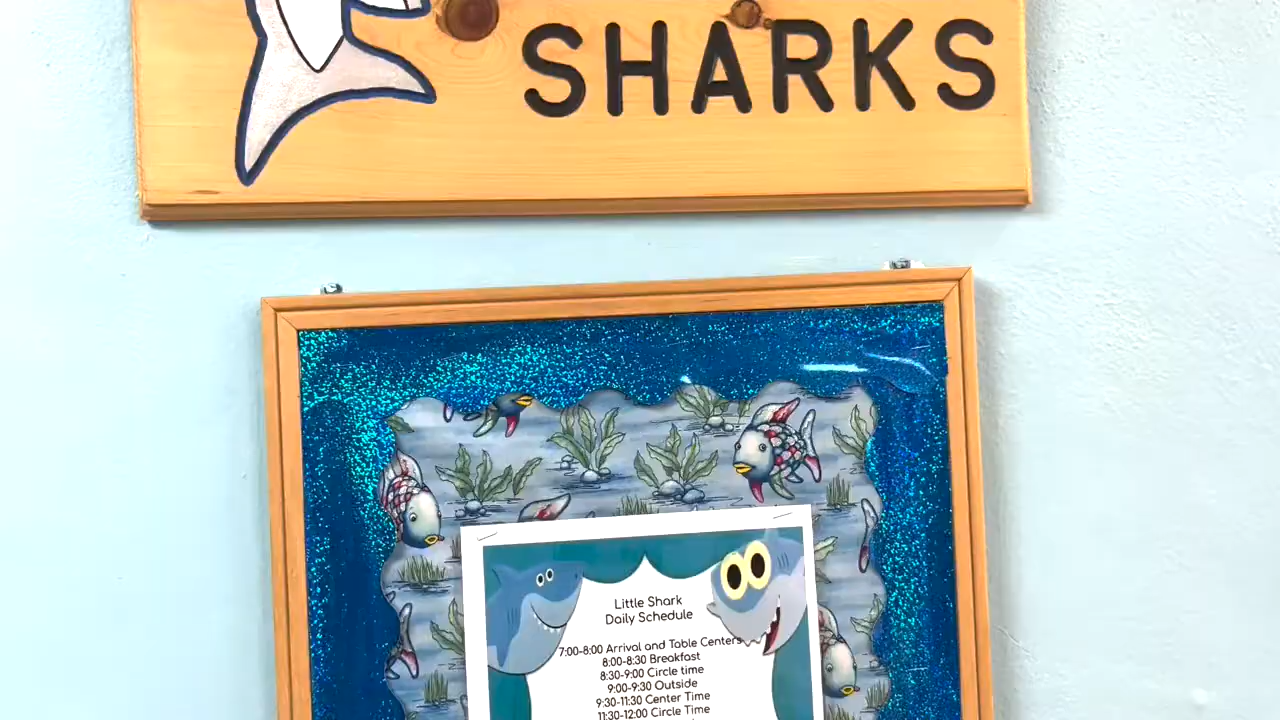 SHARKS
Little Shark
Daily Schedule
7:00-8:00 Arrival and Table Centers
8:00-8:30 Breakfast
8:30-9:00 Circle time
9:00-9:30 Outside
9:30-11:30 Center Time
11:30-12:00 Circle Time